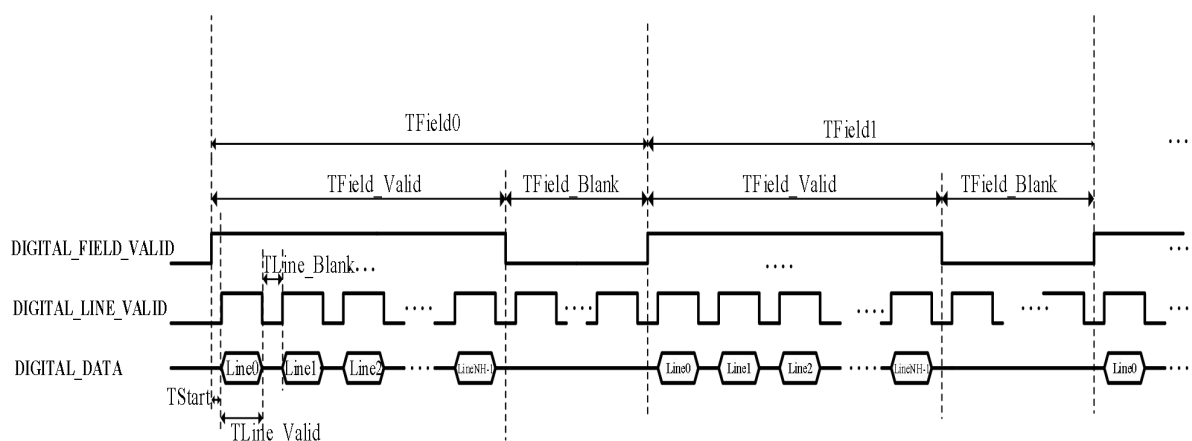 TField0
TField1
....
TField_Valid
TField_Blank
TField_Valid
TField_Blank
DIGITAL_FIELD_VALID
...
TLine_Blank...
....
DIGITAL_LINE_VALID
....
....
....
....
...
DIGITAL_DATA
Line0
Line1
Line2
.....
LineNH-1
Line0
Line1
Line2
.....
LineNH-1
Line0
...
TStart
TLine_Valid